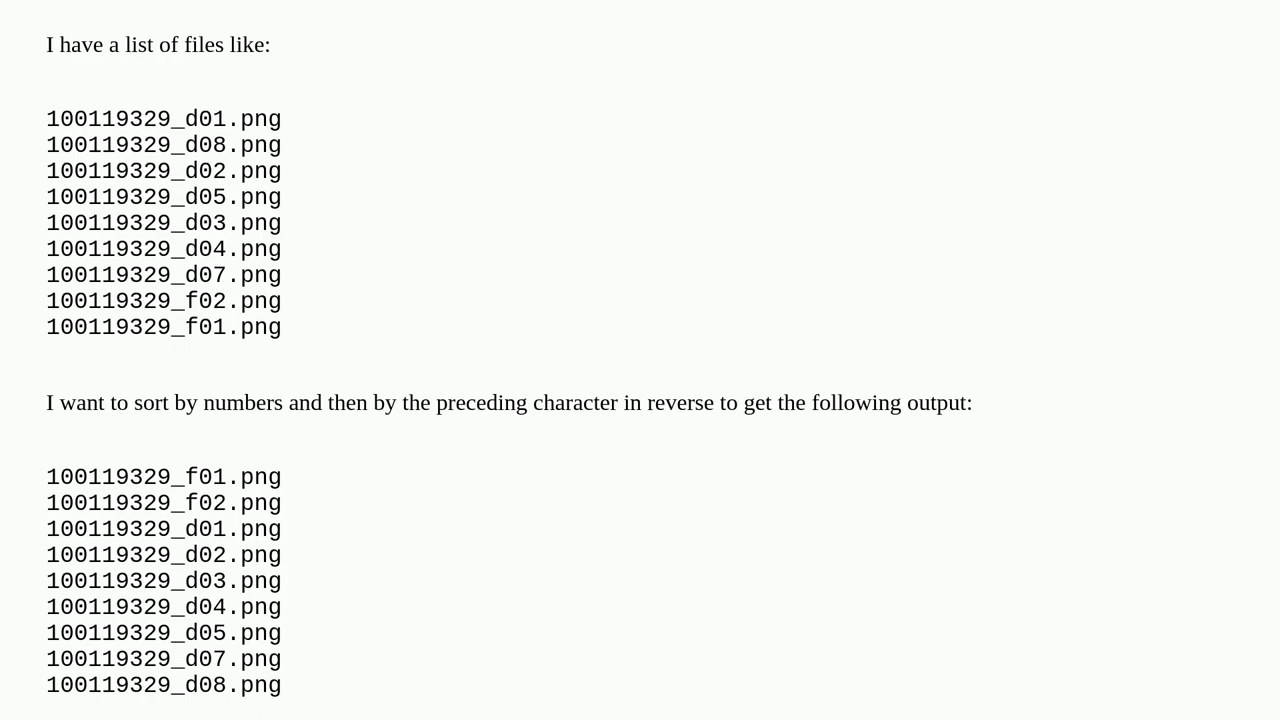 I have a list of files like:
100119329_d01.png
100119329_d08.png
100119329_d02.png
100119329_d05.png
100119329_d03.png
100119329_d04.png
100119329_d07.png
100119329_f02.png
100119329_f01.png
I want to sort by numbers and then by the preceding character in reverse to get the following output:
100119329_f01.png
100119329_f02.png
100119329_d01.png
100119329_d02.png
100119329_d03.png
100119329_d04.png
100119329_d05.png
100119329_d07.png
100119329_d08.png